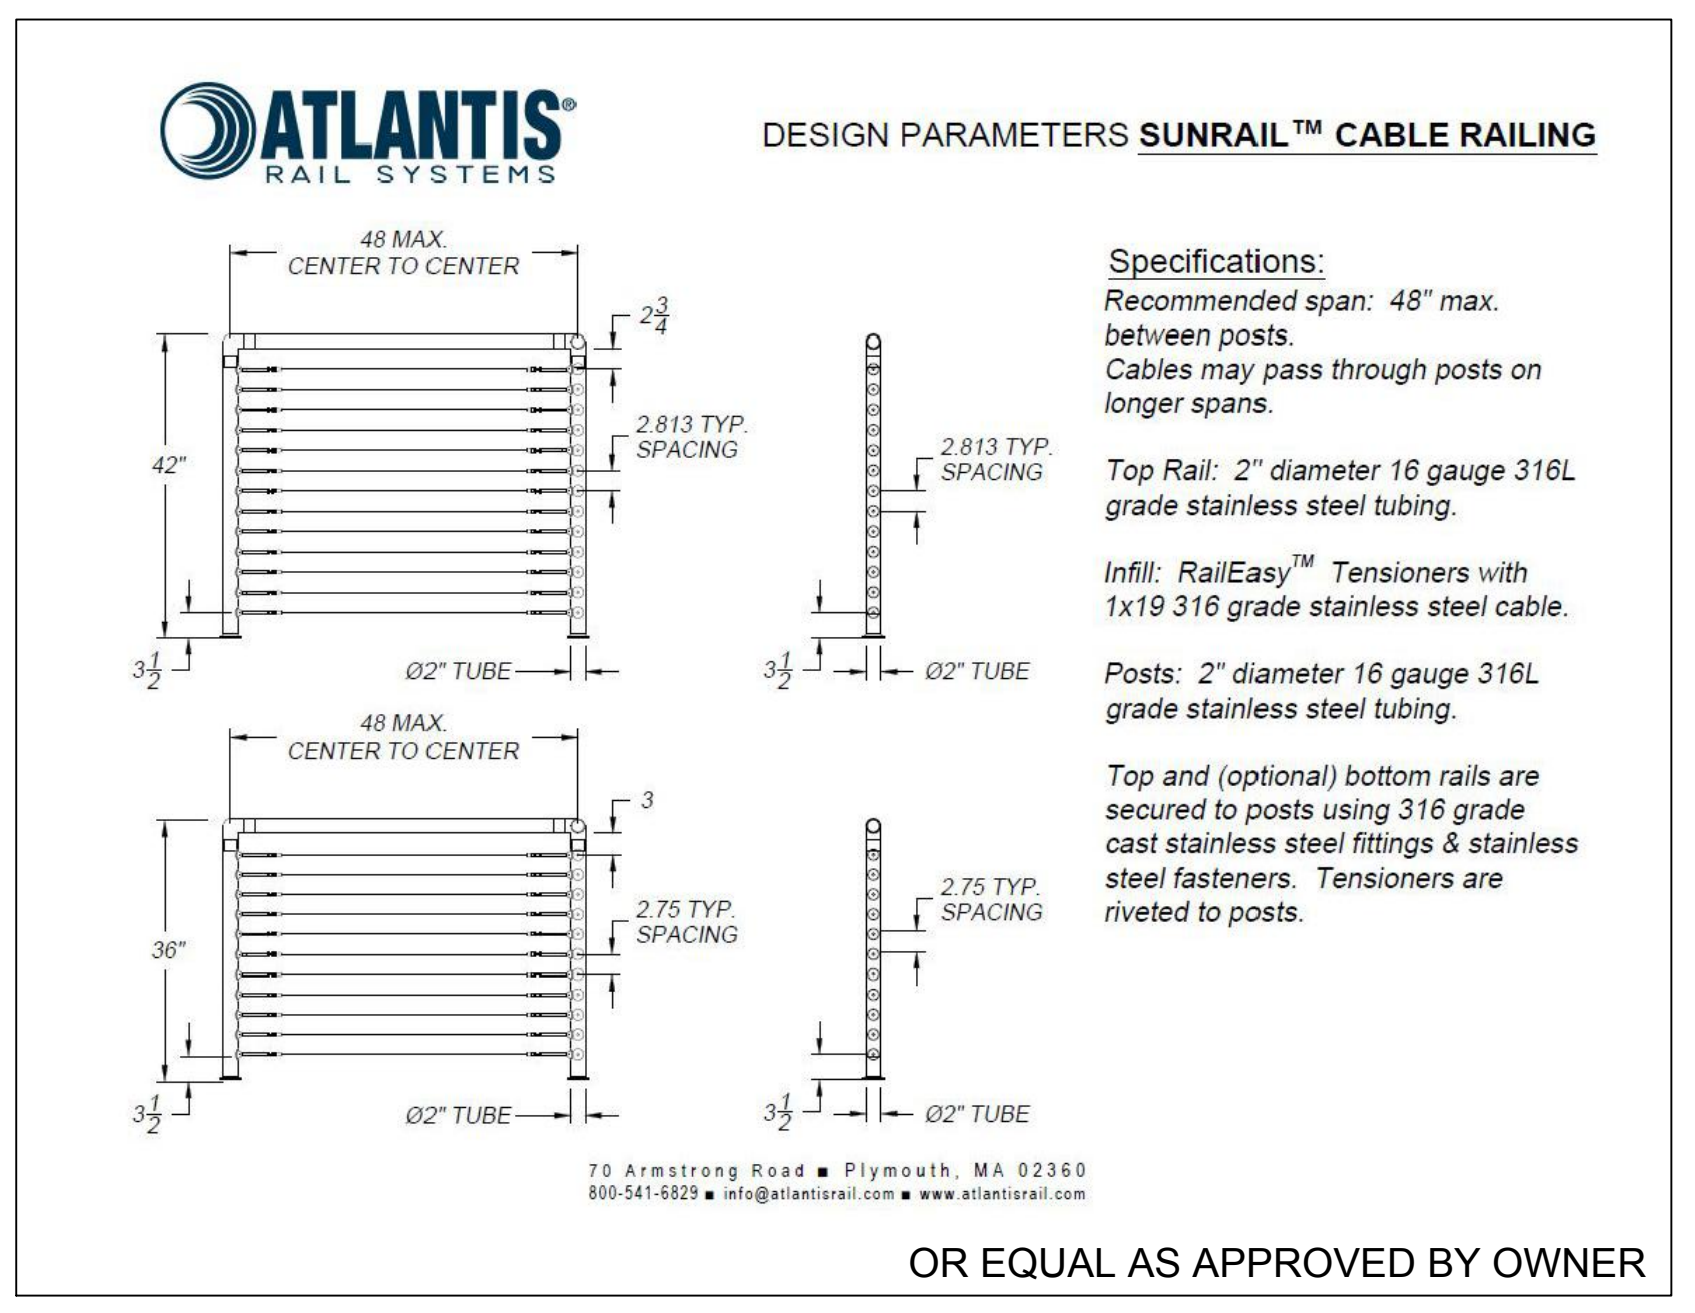 ATLANTIS®
RAIL SYSTEMS
DESIGN PARAMETERS SUNRAIL™ CABLE RAILING
48 MAX.
CENTER TO CENTER
2 3/4
2.813 TYP.
SPACING
42"
3 1/2
Ø2" TUBE
2.813 TYP.
SPACING
3 1/2
Ø2" TUBE
48 MAX.
CENTER TO CENTER
3
2.75 TYP.
SPACING
36"
3 1/2
Ø2" TUBE
2.75 TYP.
SPACING
3 1/2
Ø2" TUBE
Specifications:
Recommended span: 48" max.
between posts.
Cables may pass through posts on
longer spans.
Top Rail: 2" diameter 16 gauge 316L
grade stainless steel tubing.
Infill: RailEasy™ Tensioners with
1x19 316 grade stainless steel cable.
Posts: 2" diameter 16 gauge 316L
grade stainless steel tubing.
Top and (optional) bottom rails are
secured to posts using 316 grade
cast stainless steel fittings & stainless
steel fasteners. Tensioners are
riveted to posts.
70 Armstrong Road ■ Plymouth, MA 02360
800-541-6829 ■ info@atlantisrail.com ■ www.atlantisrail.com
OR EQUAL AS APPROVED BY OWNER